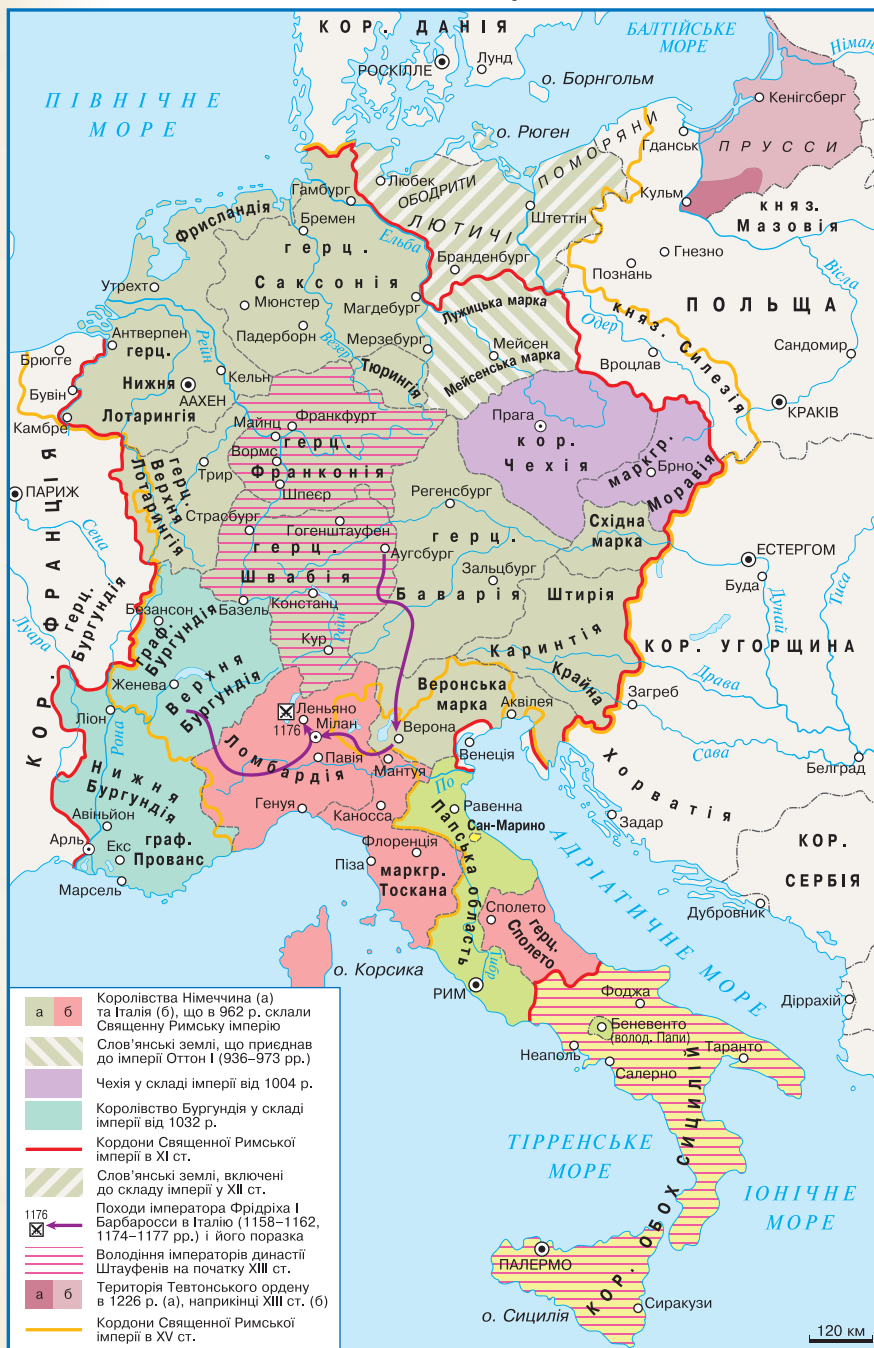 КОР. ДАНІЯ
БАЛТІЙСЬКЕ
МОРЕ
Німан
РОСКІЛЛЕ
Лунд
о. Борнгольм
Кенігсберг
ПІВНІЧНЕ
МОРЕ
о. Рюген
ПОМОРЯНИ
Гданськ
ПРУССИ
Любек
ОБОДРИТИ
Гамбург
Кульм
княз.
Мазовія
Фрисландія
Бремен
ЛЮТИЧІ
Штеттін
герц.
Саксонія
Ельба
Бранденбург
Гнезно
Познань
Вісла
Утрехт
Мюнстер
Магдебург
ПОЛЬЩА
Лужицька марка
Одер
княз. Силезія
Антверпен
Рейн
Падерборн
Везер
Мерзебург
Мейсен
Сандомир
Брюгге
герц.
Нижня
Лотарингія
Кельн
Тюрингія
Мейсенська марка
Вроцлав
Бувін
ААХЕН
Камбре
КРАКІВ
Майнц
Франкфурт
Прага
кор.
Чехія
герц.
Франконія
Вормс
маркгр.
Моравія
Брно
герц.
Верхня
Лотарингія
Трир
Шпеєр
ПАРИЖ
Регенсбург
Страсбург
Гогенштауфен
Східна
марка
КОР. ФРАНЦІЯ
Сена
герц.
Швабія
Аугсбург
герц.
Баварія
ЕСТЕРГОМ
Зальцбург
Буда
Дунай
Тиса
Штирія
герц.
Бургундія
Безансон
Базель
Констанц
Луара
граф.
Бургундія
Рейн
Кур
Каринтія
КОР. УГОРЩИНА
Женева
Верхня
Бургундія
Веронська
марка
Крайна
Драва
Аквілея
Загреб
Леньяно
1176
Мілан
Ліон
Рона
Верона
Венеція
Сава
Ломбардія
Павія
Мантуя
По
Белград
Хорватія
Нижня
Бургундія
Генуя
Каносса
Равенна
Папська область
Сан-Марино
Задар
Авіньйон
граф.
Прованс
Арль
Екс
Флоренція
КОР.
СЕРБІЯ
Піза
маркгр.
Тоскана
АДРІАТИЧНЕ МОРЕ
Марсель
Сполето
герц.
Сполето
Дубровник
Тибр
о. Корсика
РИМ
Фоджа
Діррахій
Беневенто
(волод. Папи)
Неаполь
Таранто
Салерно
КОР. ОБОХ СИЦИЛІЙ
ТІРРЕНСЬКЕ
МОРЕ
ІОНІЧНЕ
МОРЕ
ПАЛЕРМО
Сиракузи
о. Сицилія
120 км
а б Королівства Німеччина (а)
та Італія (б), що в 962 р. склали
Священну Римську імперію
Слов’янські землі, що приєднав
до імперії Оттон I (936–973 рр.)
Чехія у складі імперії від 1004 р.
Королівство Бургундія у складі
імперії від 1032 р.
Кордони Священної Римської
імперії в XI ст.
Слов’янські землі, включені
до складу імперії у XII ст.
1176 Походи імператора Фрідріха I
Барбаросси в Італію (1158–1162,
1174–1177 рр.) і його поразка
Володіння імператорів династії
Штауфенів на початку XIII ст.
а б Територія Тевтонського ордену
в 1226 р. (а), наприкінці XIII ст. (б)
Кордони Священної Римської
імперії в XV ст.